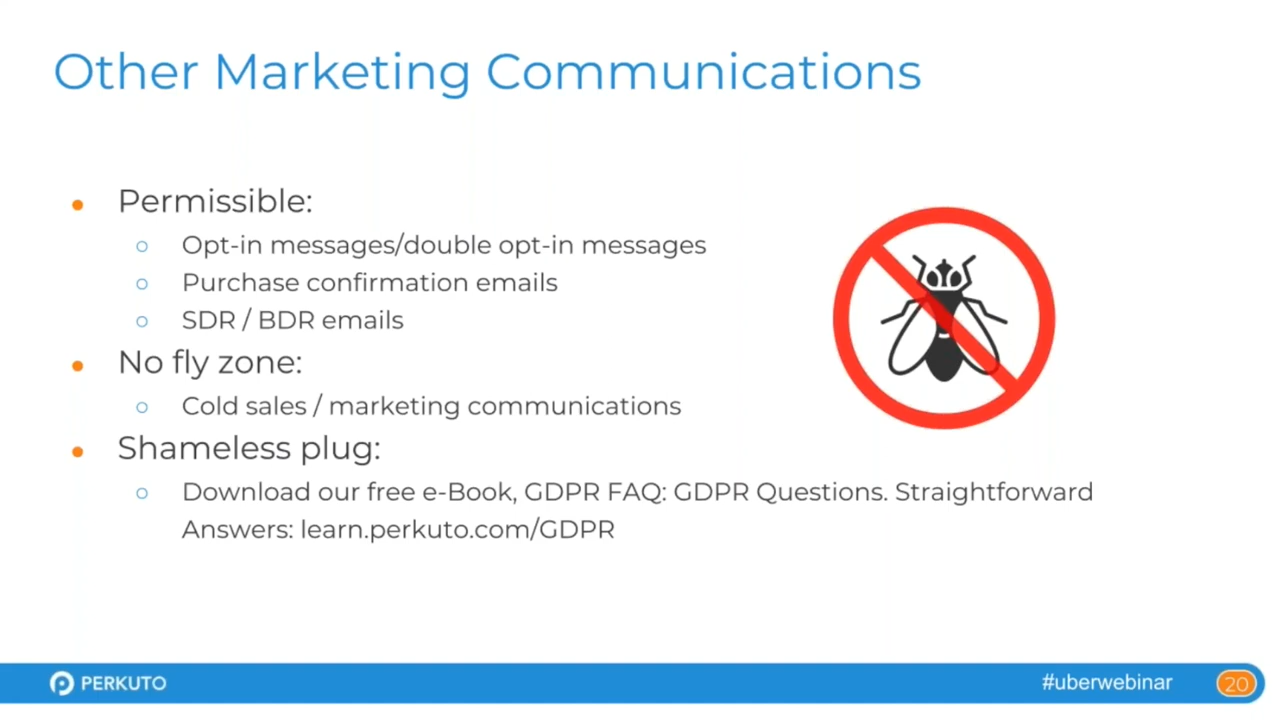 Other Marketing Communications
Permissible:
Opt-in messages/double opt-in messages
Purchase confirmation emails
SDR / BDR emails
No fly zone:
Cold sales / marketing communications
Shameless plug:
Download our free e-Book, GDPR FAQ: GDPR Questions. Straightforward
Answers: learn.perkuto.com/GDPR
PERKUTO
#uberwebinar
20